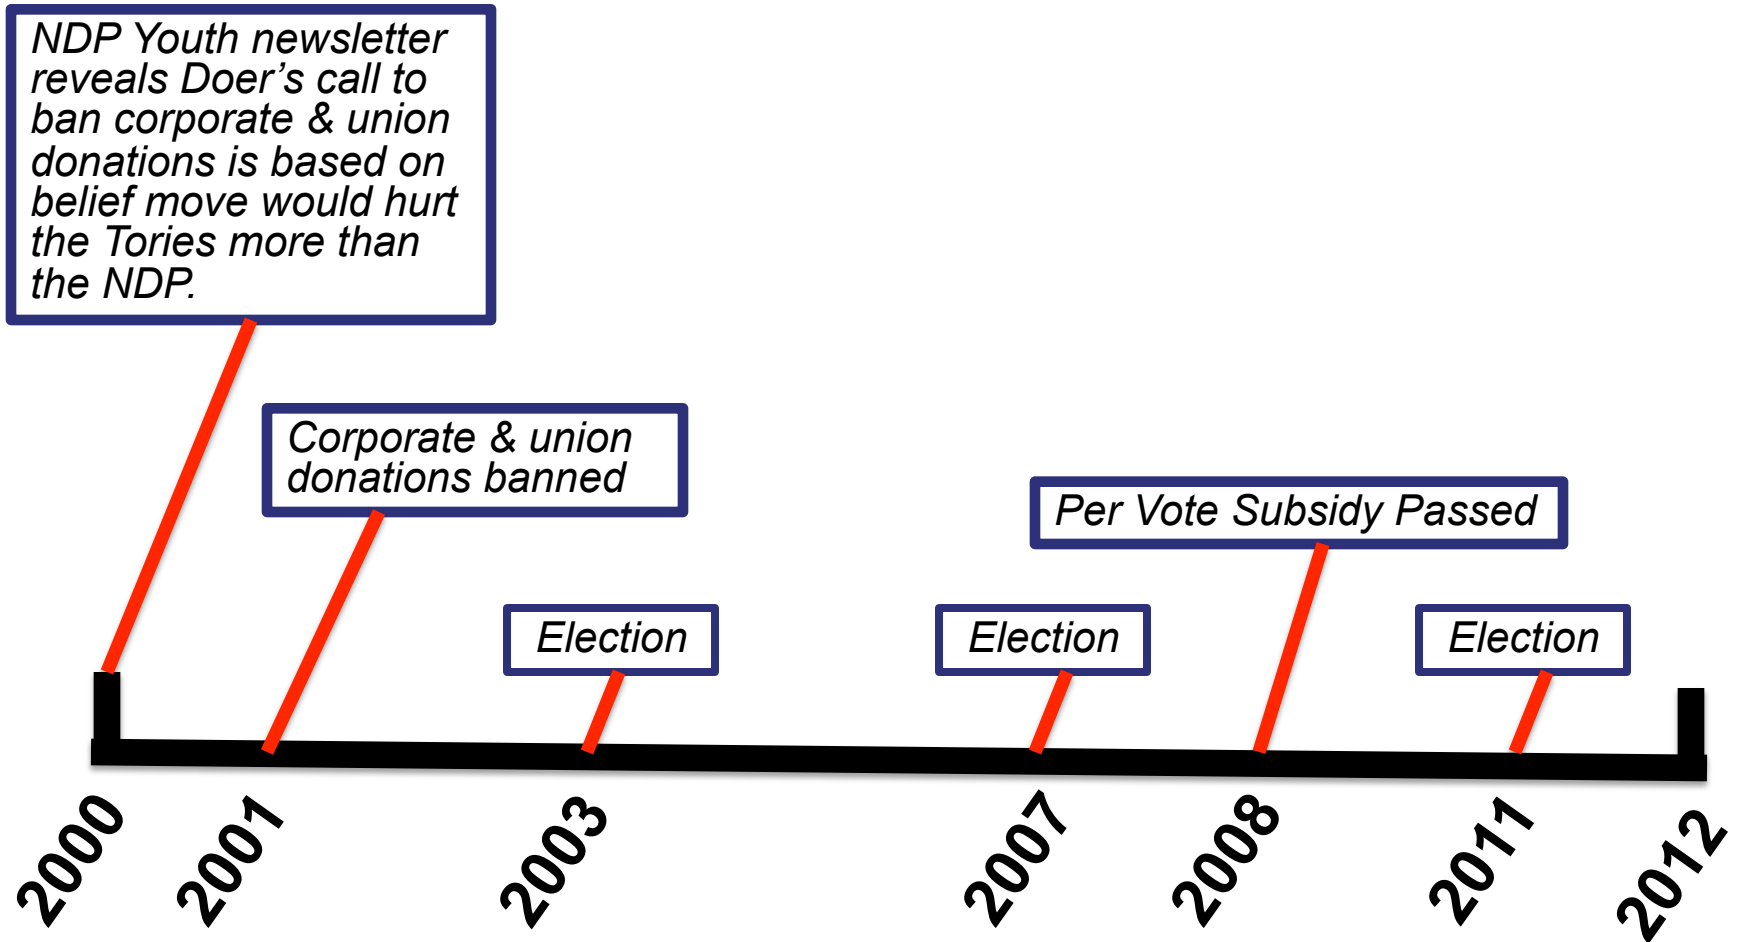 NDP Youth newsletter
reveals Doer’s call to
ban corporate & union
donations is based on
belief move would hurt
the Tories more than
the NDP.
Corporate & union
donations banned
Per Vote Subsidy Passed
Election
Election
Election
2000
2001
2003
2007
2008
2011
2012